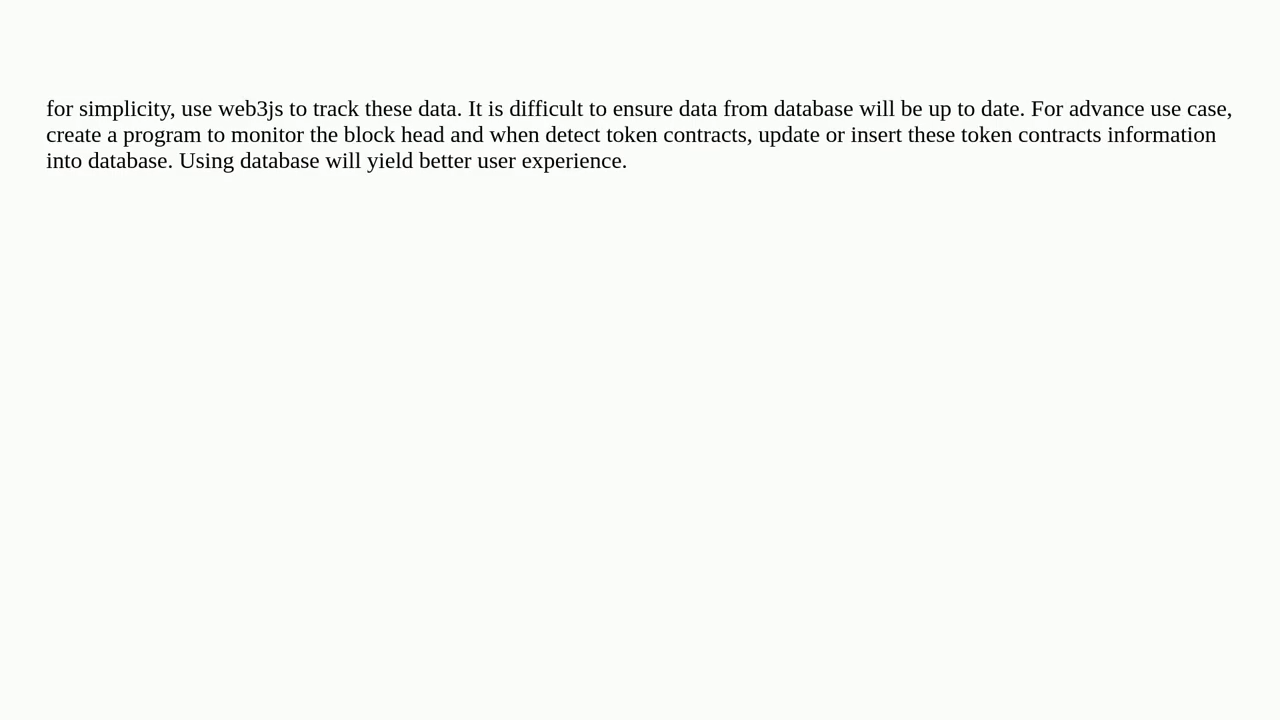 for simplicity, use web3js to track these data. It is difficult to ensure data from database will be up to date. For advance use case,
create a program to monitor the block head and when detect token contracts, update or insert these token contracts information
into database. Using database will yield better user experience.